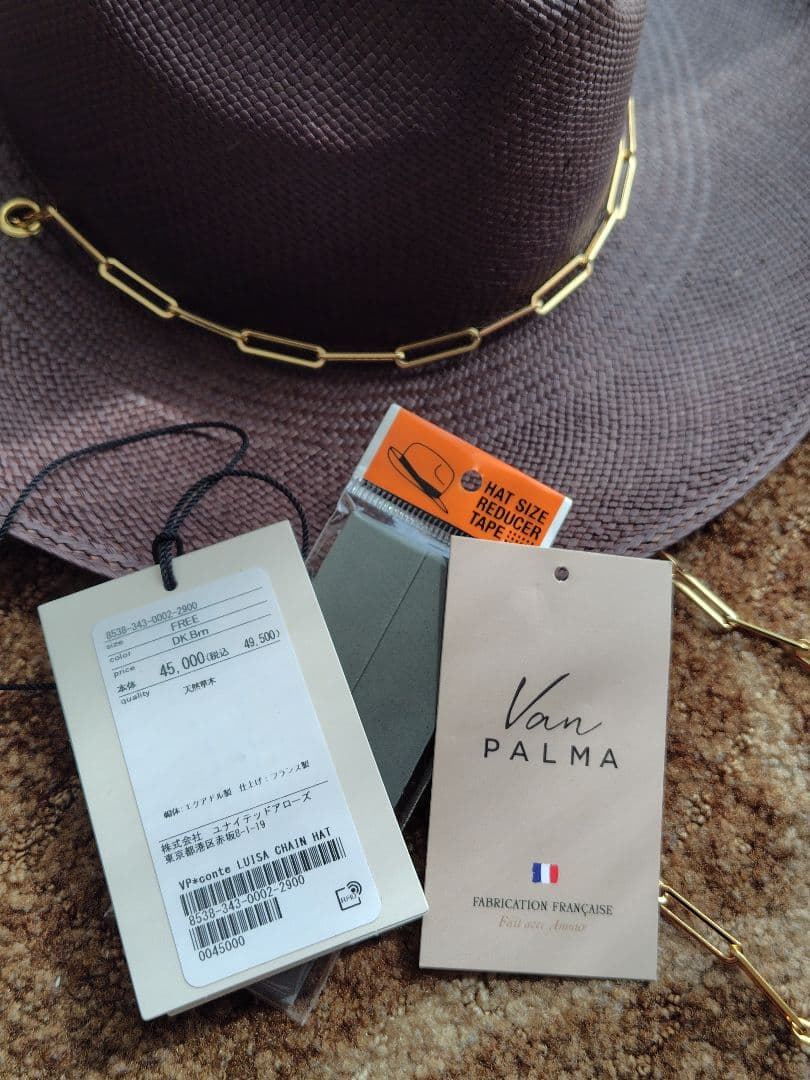 8538-343-0002-2900
size FREE
color DK.Brn
price
本体 45,000(税込 49,500)
quality 天然草木
帽体:エクアドル製 仕上げ:フランス製
株式会社 ユナイテッドアローズ
東京都港区赤坂8-1-19
VP*conte LUISA CHAIN HAT
8538-343-0002-2900
0045000
HAT SIZE
REDUCER
TAPE
Van
PALMA
FABRICATION FRANÇAISE
Fait avec Amour